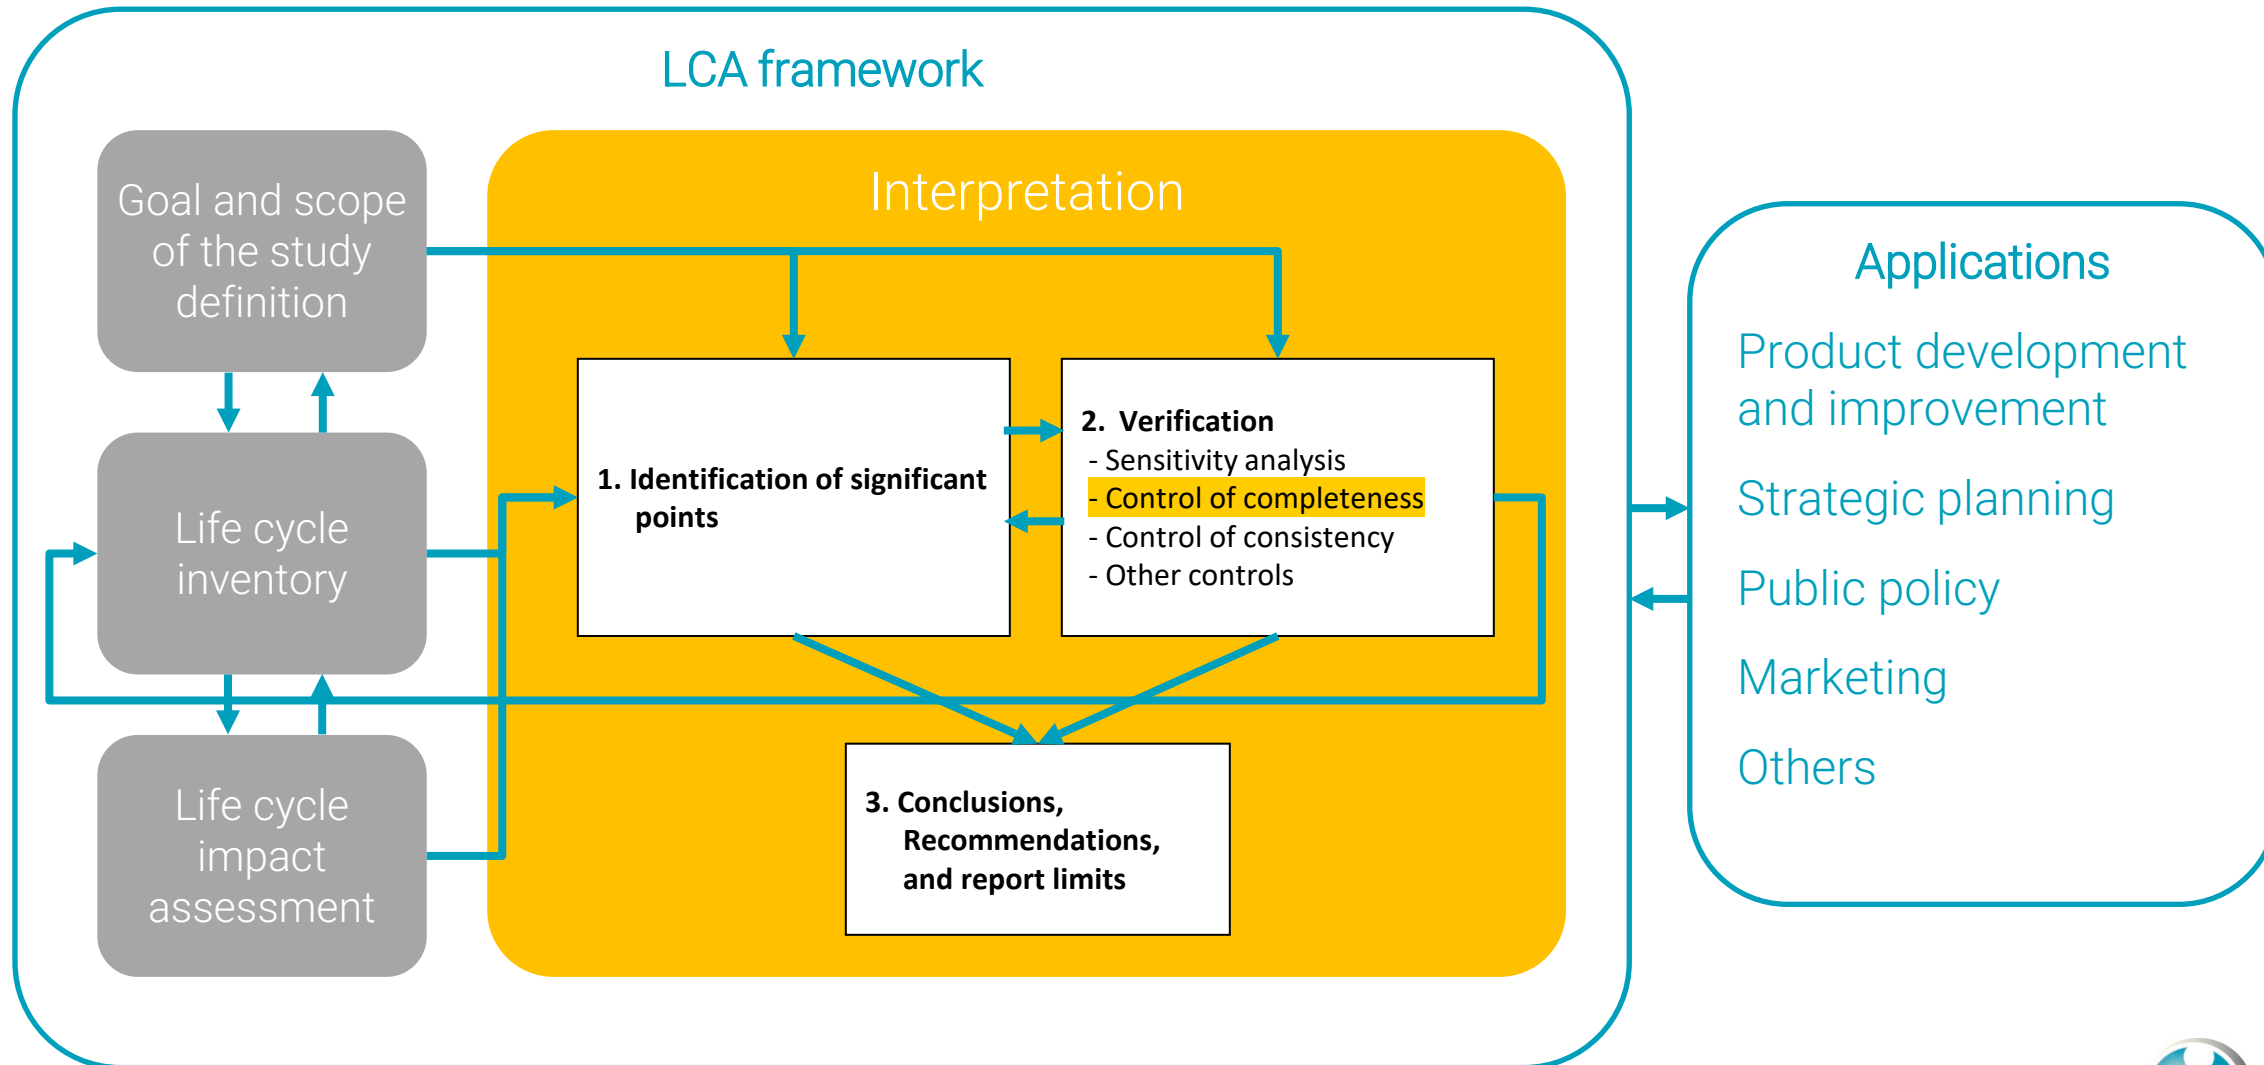 LCA framework
Goal and scope
of the study
definition
Life cycle
inventory
Life cycle
impact
assessment
Interpretation
1. Identification of significant
points
2. Verification
- Sensitivity analysis
- Control of completeness
- Control of consistency
- Other controls
3. Conclusions,
Recommendations,
and report limits
Applications
Product development
and improvement
Strategic planning
Public policy
Marketing
Others